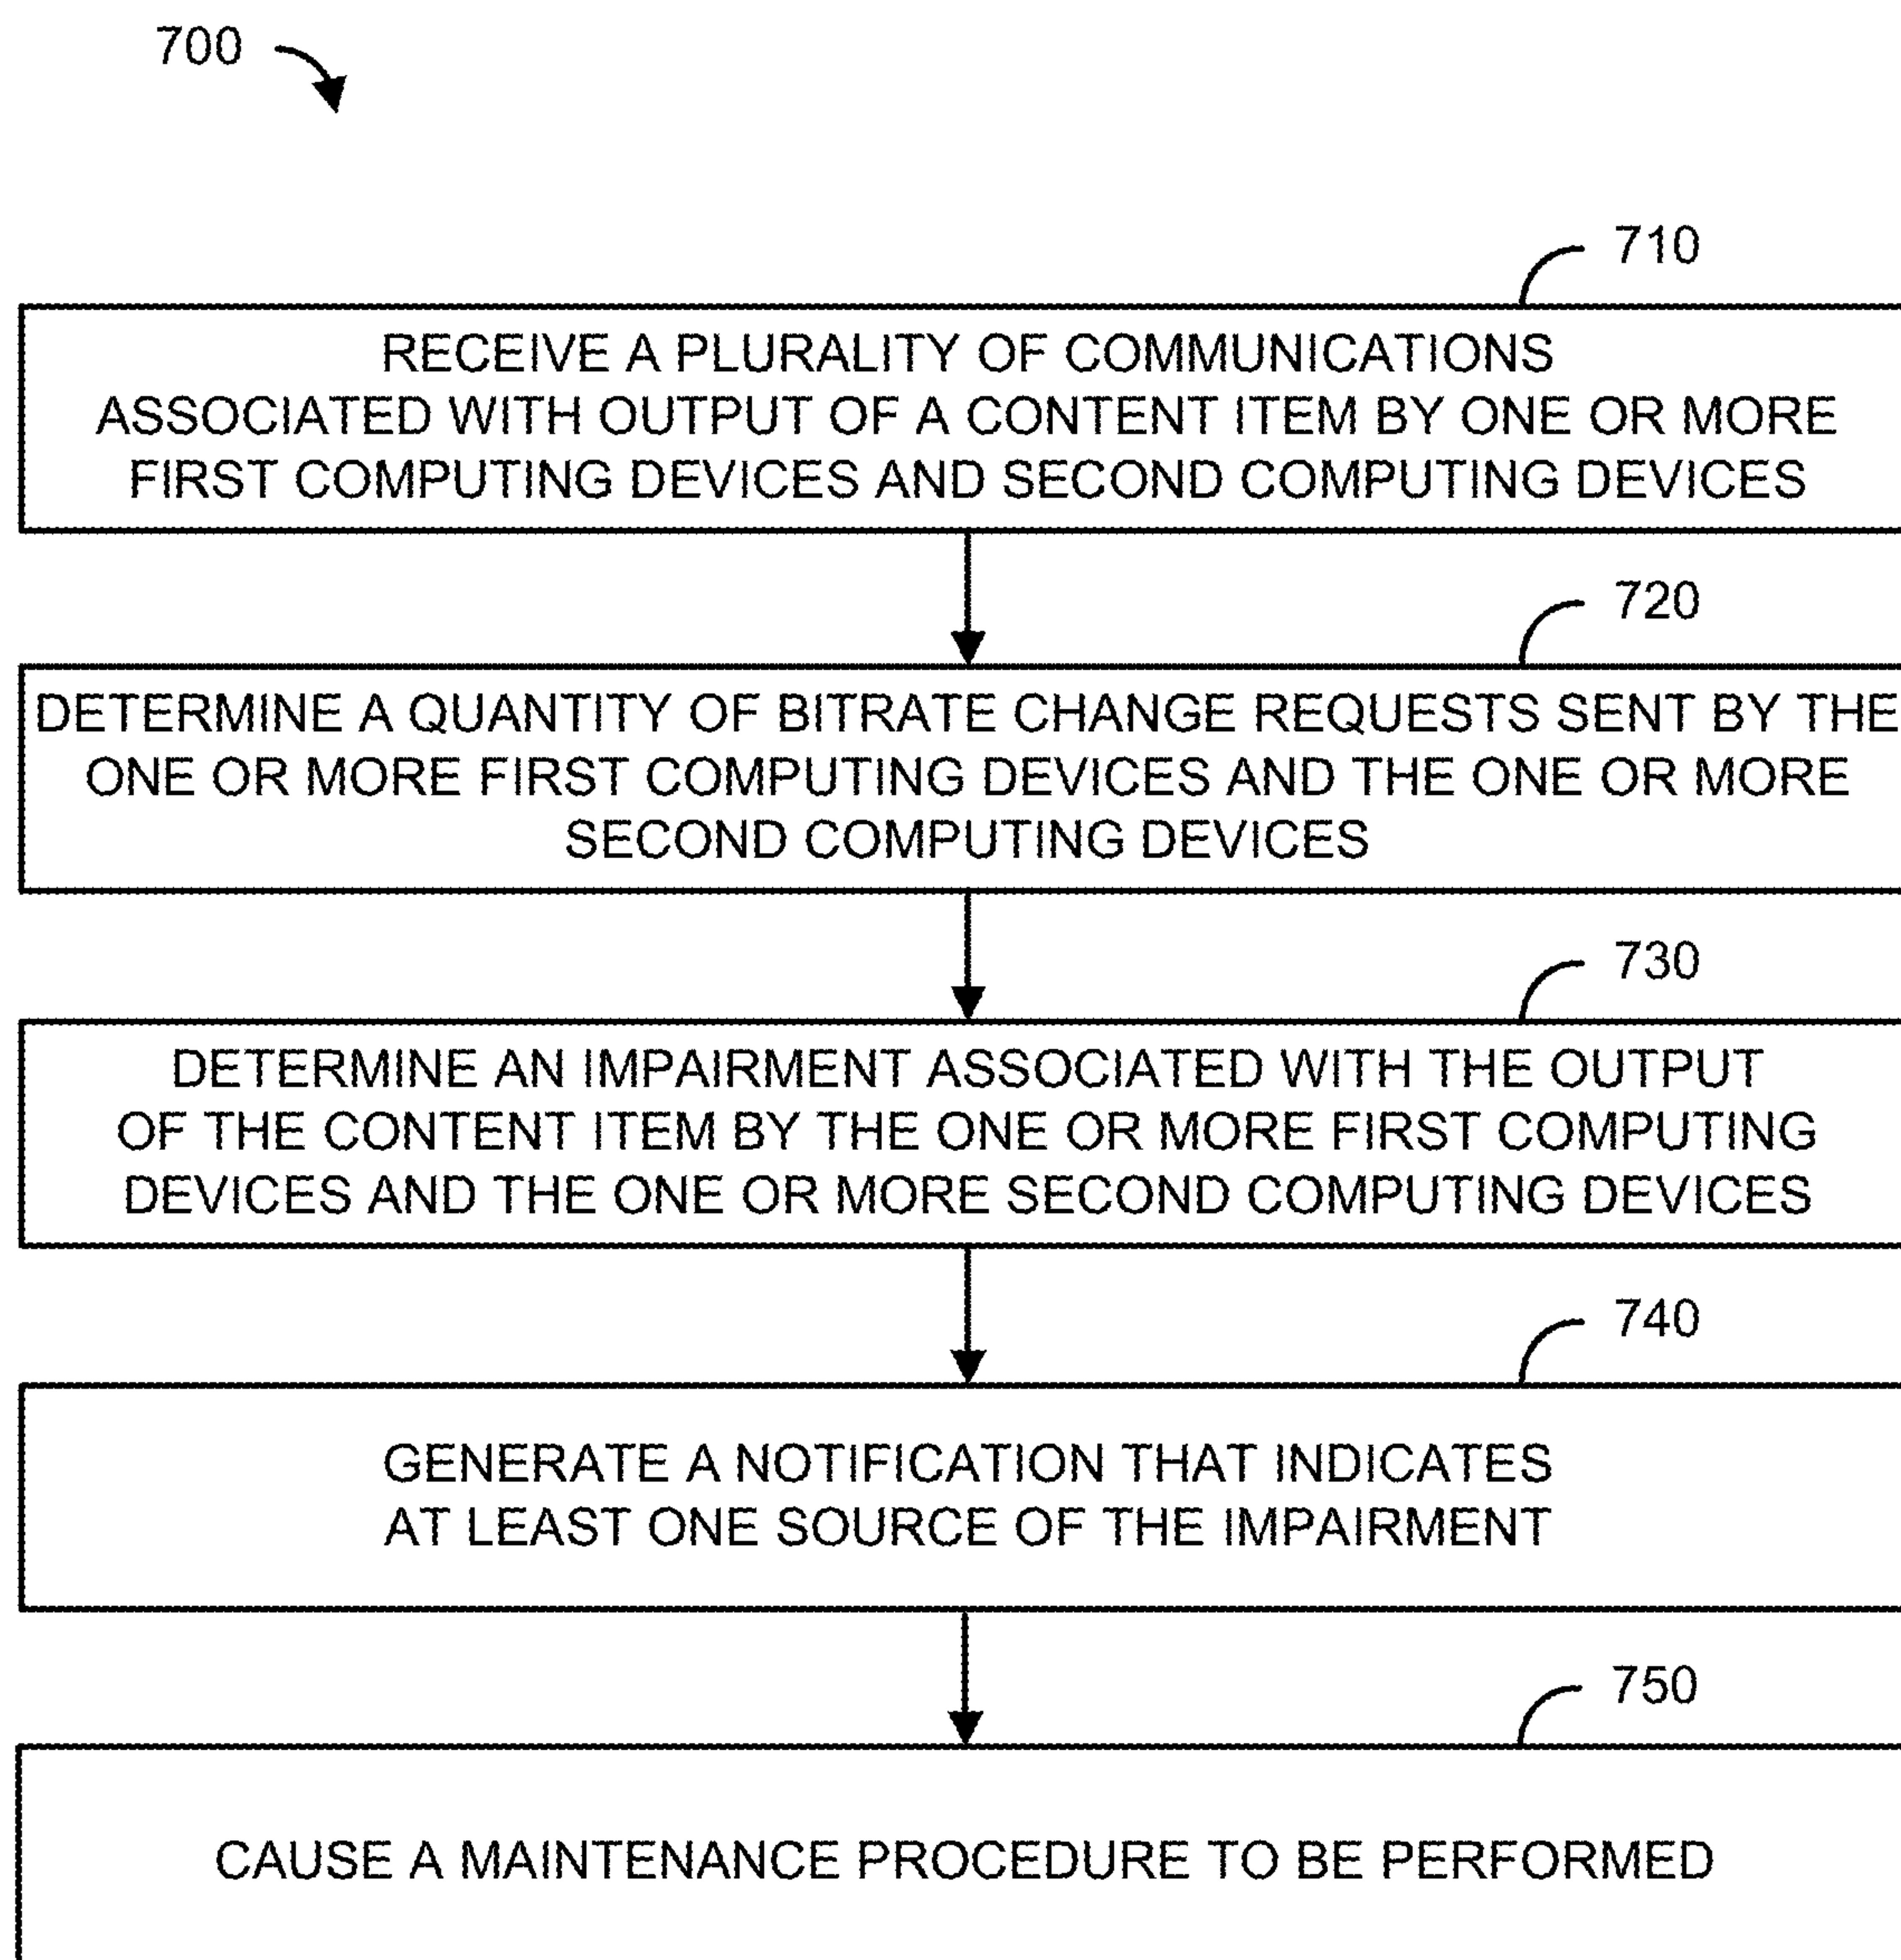 700
710
RECEIVE A PLURALITY OF COMMUNICATIONS
ASSOCIATED WITH OUTPUT OF A CONTENT ITEM BY ONE OR MORE
FIRST COMPUTING DEVICES AND SECOND COMPUTING DEVICES
720
DETERMINE A QUANTITY OF BITRATE CHANGE REQUESTS SENT BY THE
ONE OR MORE FIRST COMPUTING DEVICES AND THE ONE OR MORE
SECOND COMPUTING DEVICES
730
DETERMINE AN IMPAIRMENT ASSOCIATED WITH THE OUTPUT
OF THE CONTENT ITEM BY THE ONE OR MORE FIRST COMPUTING
DEVICES AND THE ONE OR MORE SECOND COMPUTING DEVICES
740
GENERATE A NOTIFICATION THAT INDICATES
AT LEAST ONE SOURCE OF THE IMPAIRMENT
750
CAUSE A MAINTENANCE PROCEDURE TO BE PERFORMED